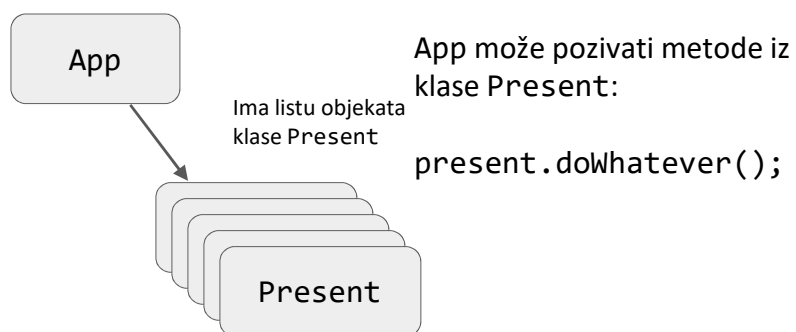 App
Ima listu objekata
klase Present
Present
App može pozivati metode iz
klase Present:
present.doWhatever();